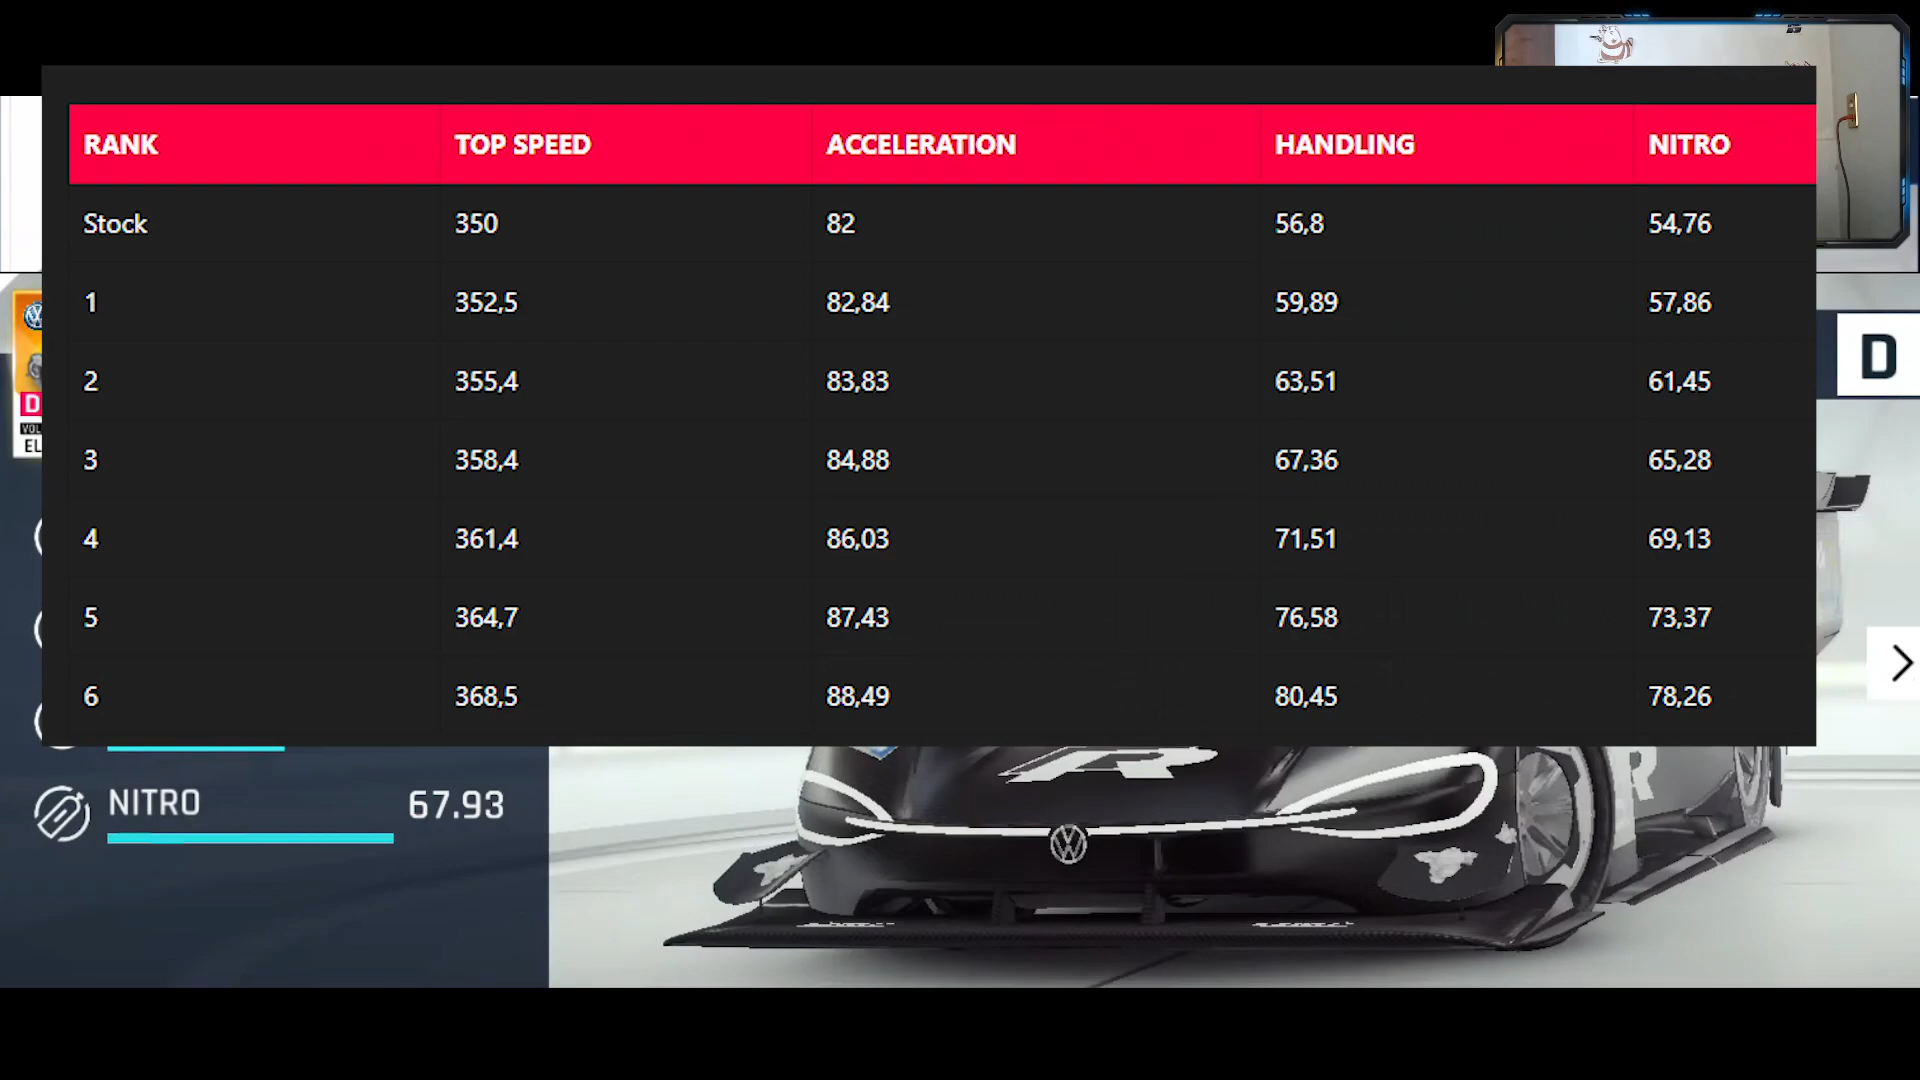 RANK TOP SPEED ACCELERATION HANDLING NITRO
Stock 350 82 56,8 54,76
1 352,5 82,84 59,89 57,86
2 355,4 83,83 63,51 61,45
3 358,4 84,88 67,36 65,28
4 361,4 86,03 71,51 69,13
5 364,7 87,43 76,58 73,37
6 368,5 88,49 80,45 78,26
D
D
VOL
EL
NITRO 67.93
R
R